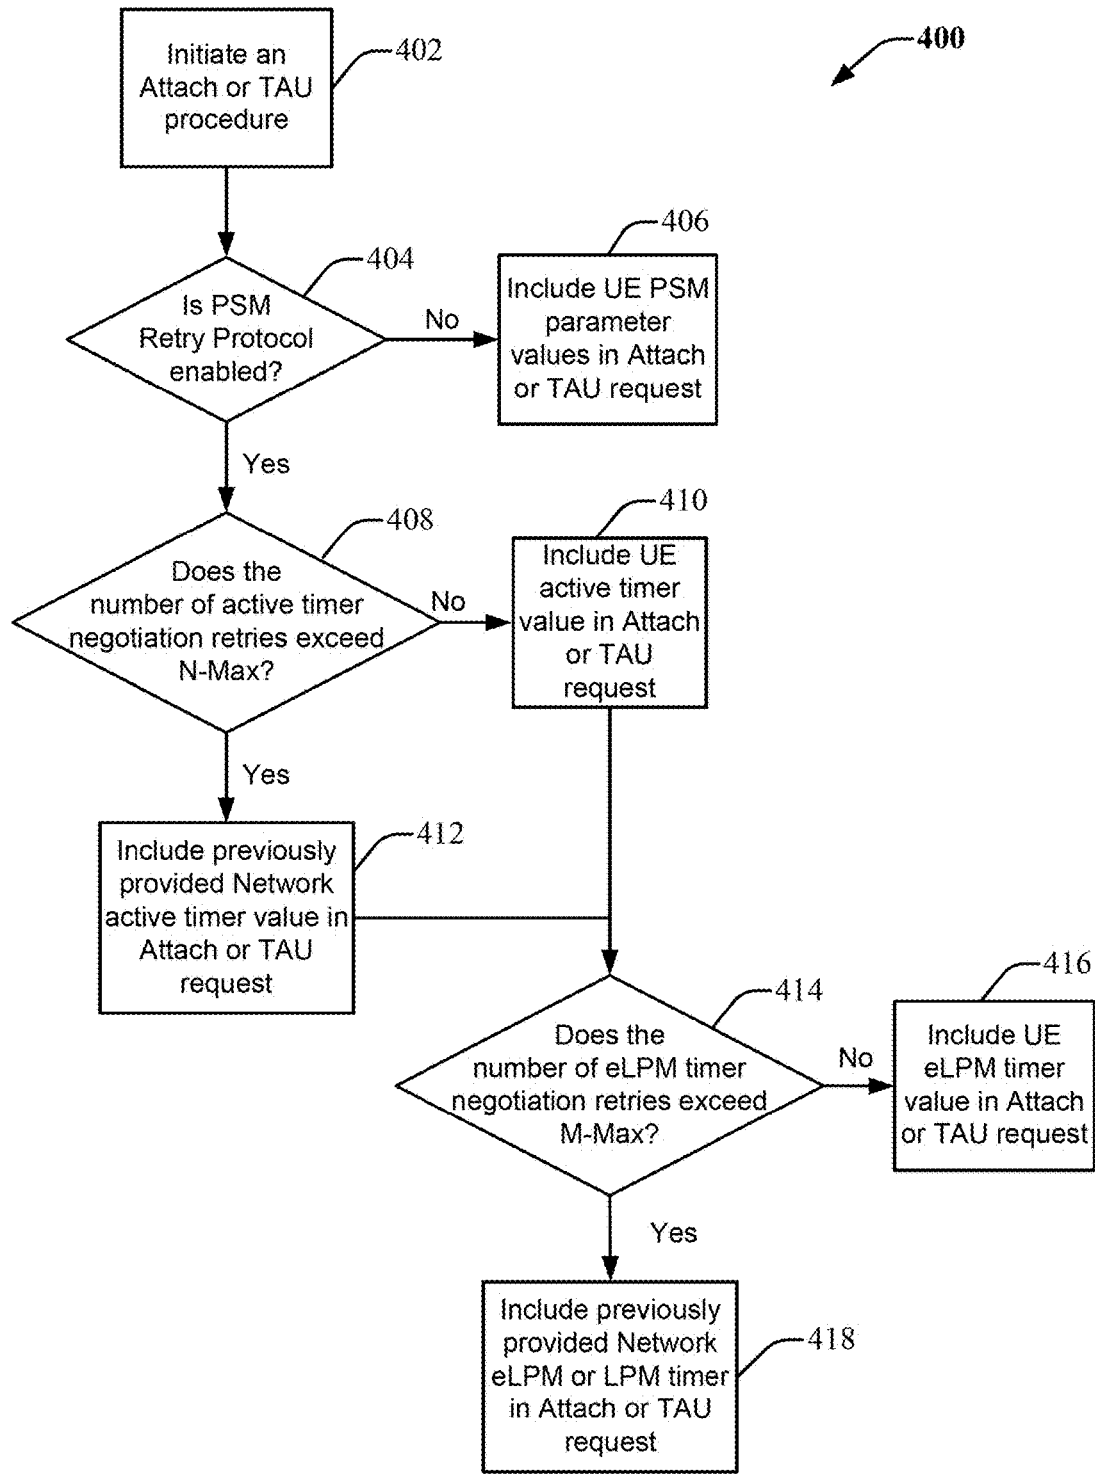 400
Initiate an
Attach or TAU
procedure
402
Is PSM
Retry Protocol
enabled?
404
No
Include UE PSM
parameter
values in Attach
or TAU request
406
Yes
Does the
number of active timer
negotiation retries exceed
N-Max?
408
No
Include UE
active timer
value in Attach
or TAU
request
410
Yes
Include previously
provided Network
active timer value in
Attach or TAU
request
412
Does the
number of eLPM timer
negotiation retries exceed
M-Max?
414
No
Include UE
eLPM timer
value in Attach
or TAU request
416
Yes
Include previously
provided Network
eLPM or LPM timer
in Attach or TAU
request
418